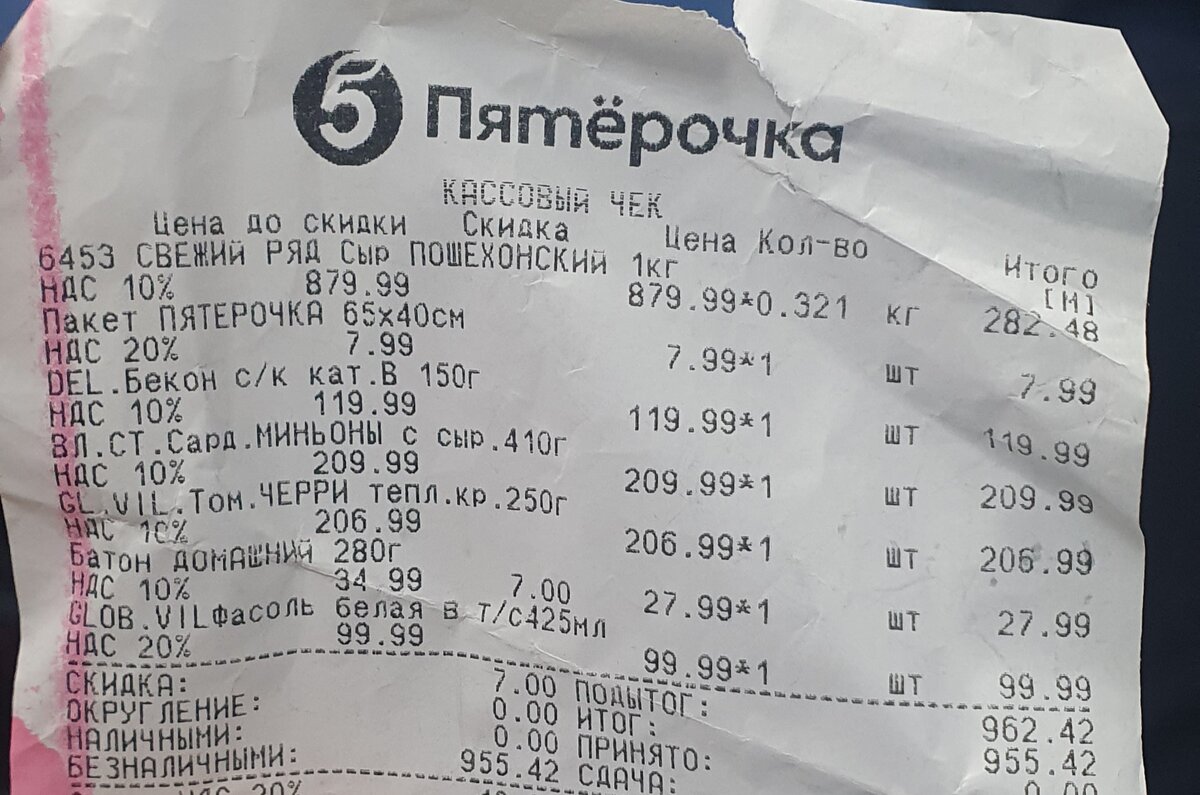 5 Пятёрочка
КАССОВЫЙ ЧЕК
Цена до скидки Скидка Цена Кол-во Итого
6453 СВЕЖИЙ РЯД Сыр ПОШЕХОНСКИЙ 1кг [М]
НДС 10% 879.99 879.99*0.321 кг 282.48
Пакет ПЯТЕРОЧКА 65х40см
НДС 20% 7.99 7.99*1 шт 7.99
DEL.Бекон с/к кат.В 150г
НДС 10% 119.99 119.99*1 шт 119.99
ВЛ.СТ.Сард.МИНЬОНЫ с сыр.410г
НДС 10% 209.99 209.99*1 шт 209.99
GL.VIL.Том.ЧЕРРИ тепл.кр.250г
НДС 10% 206.99 206.99*1 шт 206.99
Батон ДОМАШНИЙ 280г
НДС 10% 34.99 7.00 27.99*1 шт 27.99
GLOB.VILФасоль белая в т/с425мл
НДС 20% 99.99 99.99*1 шт 99.99
СКИДКА: 7.00 ПОДЫТОГ: 962.42
ОКРУГЛЕНИЕ: 0.00 ИТОГ: 955.42
НАЛИЧНЫМИ: 0.00 ПРИНЯТО: 0.00
БЕЗНАЛИЧНЫМИ: 955.42 СДАЧА:
НДС 20%